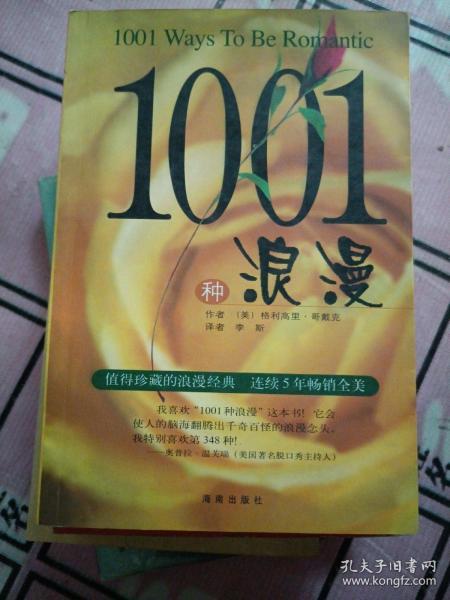 1001 Ways To Be Romantic
1001
种 浪漫
作者 （美）格利高里·哥戴克
译者 李 斯
值得珍藏的浪漫经典 连续5年畅销全美
我喜欢“1001种浪漫”这本书！它会
使人的脑海翻腾出千奇百怪的浪漫念头。
我特别喜欢第348种！
——奥普拉·温芙瑞（美国著名脱口秀主持人）
海南出版社
孔夫子旧书网
www.kongfz.com